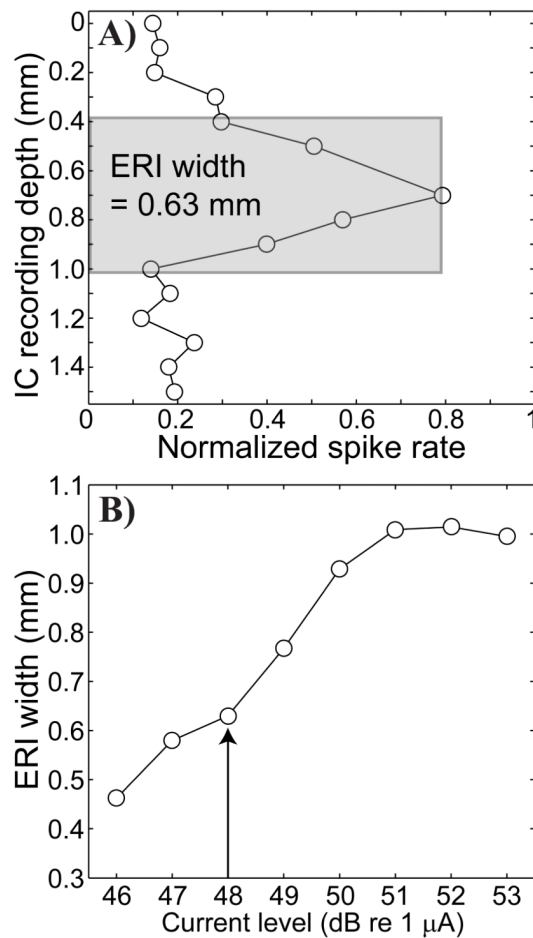 A)
0
0.2
0.4
0.6
0.8
1.0
1.2
1.4
IC recording depth (mm)
ERI width
= 0.63 mm
0 0.2 0.4 0.6 0.8 1
Normalized spike rate
B)
1.1
1.0
0.9
0.8
0.7
0.6
0.5
0.4
0.3
ERI width (mm)
46 47 48 49 50 51 52 53
Current level (dB re 1 μA)